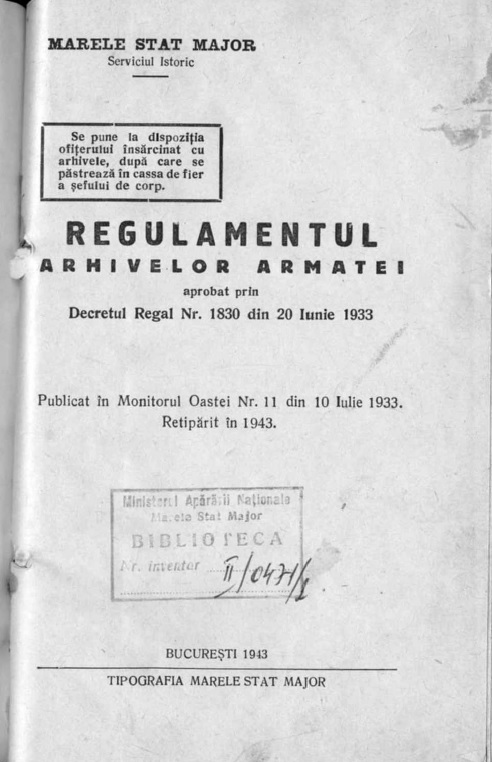 MARELE STAT MAJOR
Serviciul Istoric
Se pune la dispoziția
ofițerului însărcinat cu
arhivele, după care se
păstrează în cassa de fier
a șefului de corp.
REGULAMENTUL
ARHIVELOR ARMATEI
aprobat prin
Decretul Regal Nr. 1830 din 20 Iunie 1933
Publicat în Monitorul Oastei Nr. 11 din 10 Iulie 1933.
Retipărit în 1943.
Ministerul Apărării Naționale
Marele Stat Major
BIBLIOTECA
Nr. inventar II/0471/
BUCUREȘTI 1943
TIPOGRAFIA MARELE STAT MAJOR